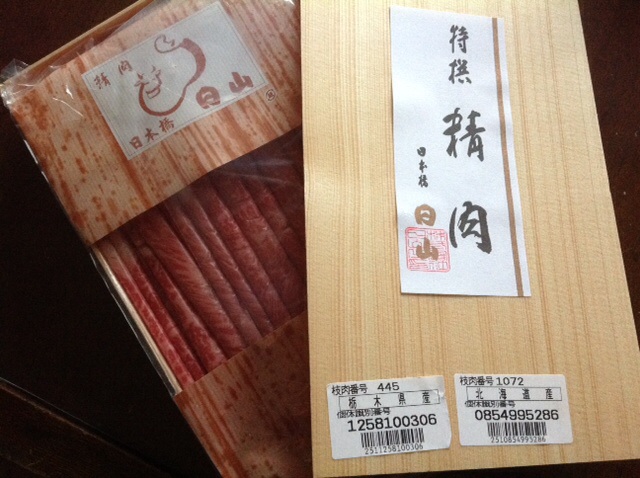 精肉
日山
日本橋
特撰 精肉
日本橋
日山
枝肉番号 445
栃木県産
個体識別番号
1258100306
2511258100306
枝肉番号 1072
北海道産
個体識別番号
0854995286
2510854995286